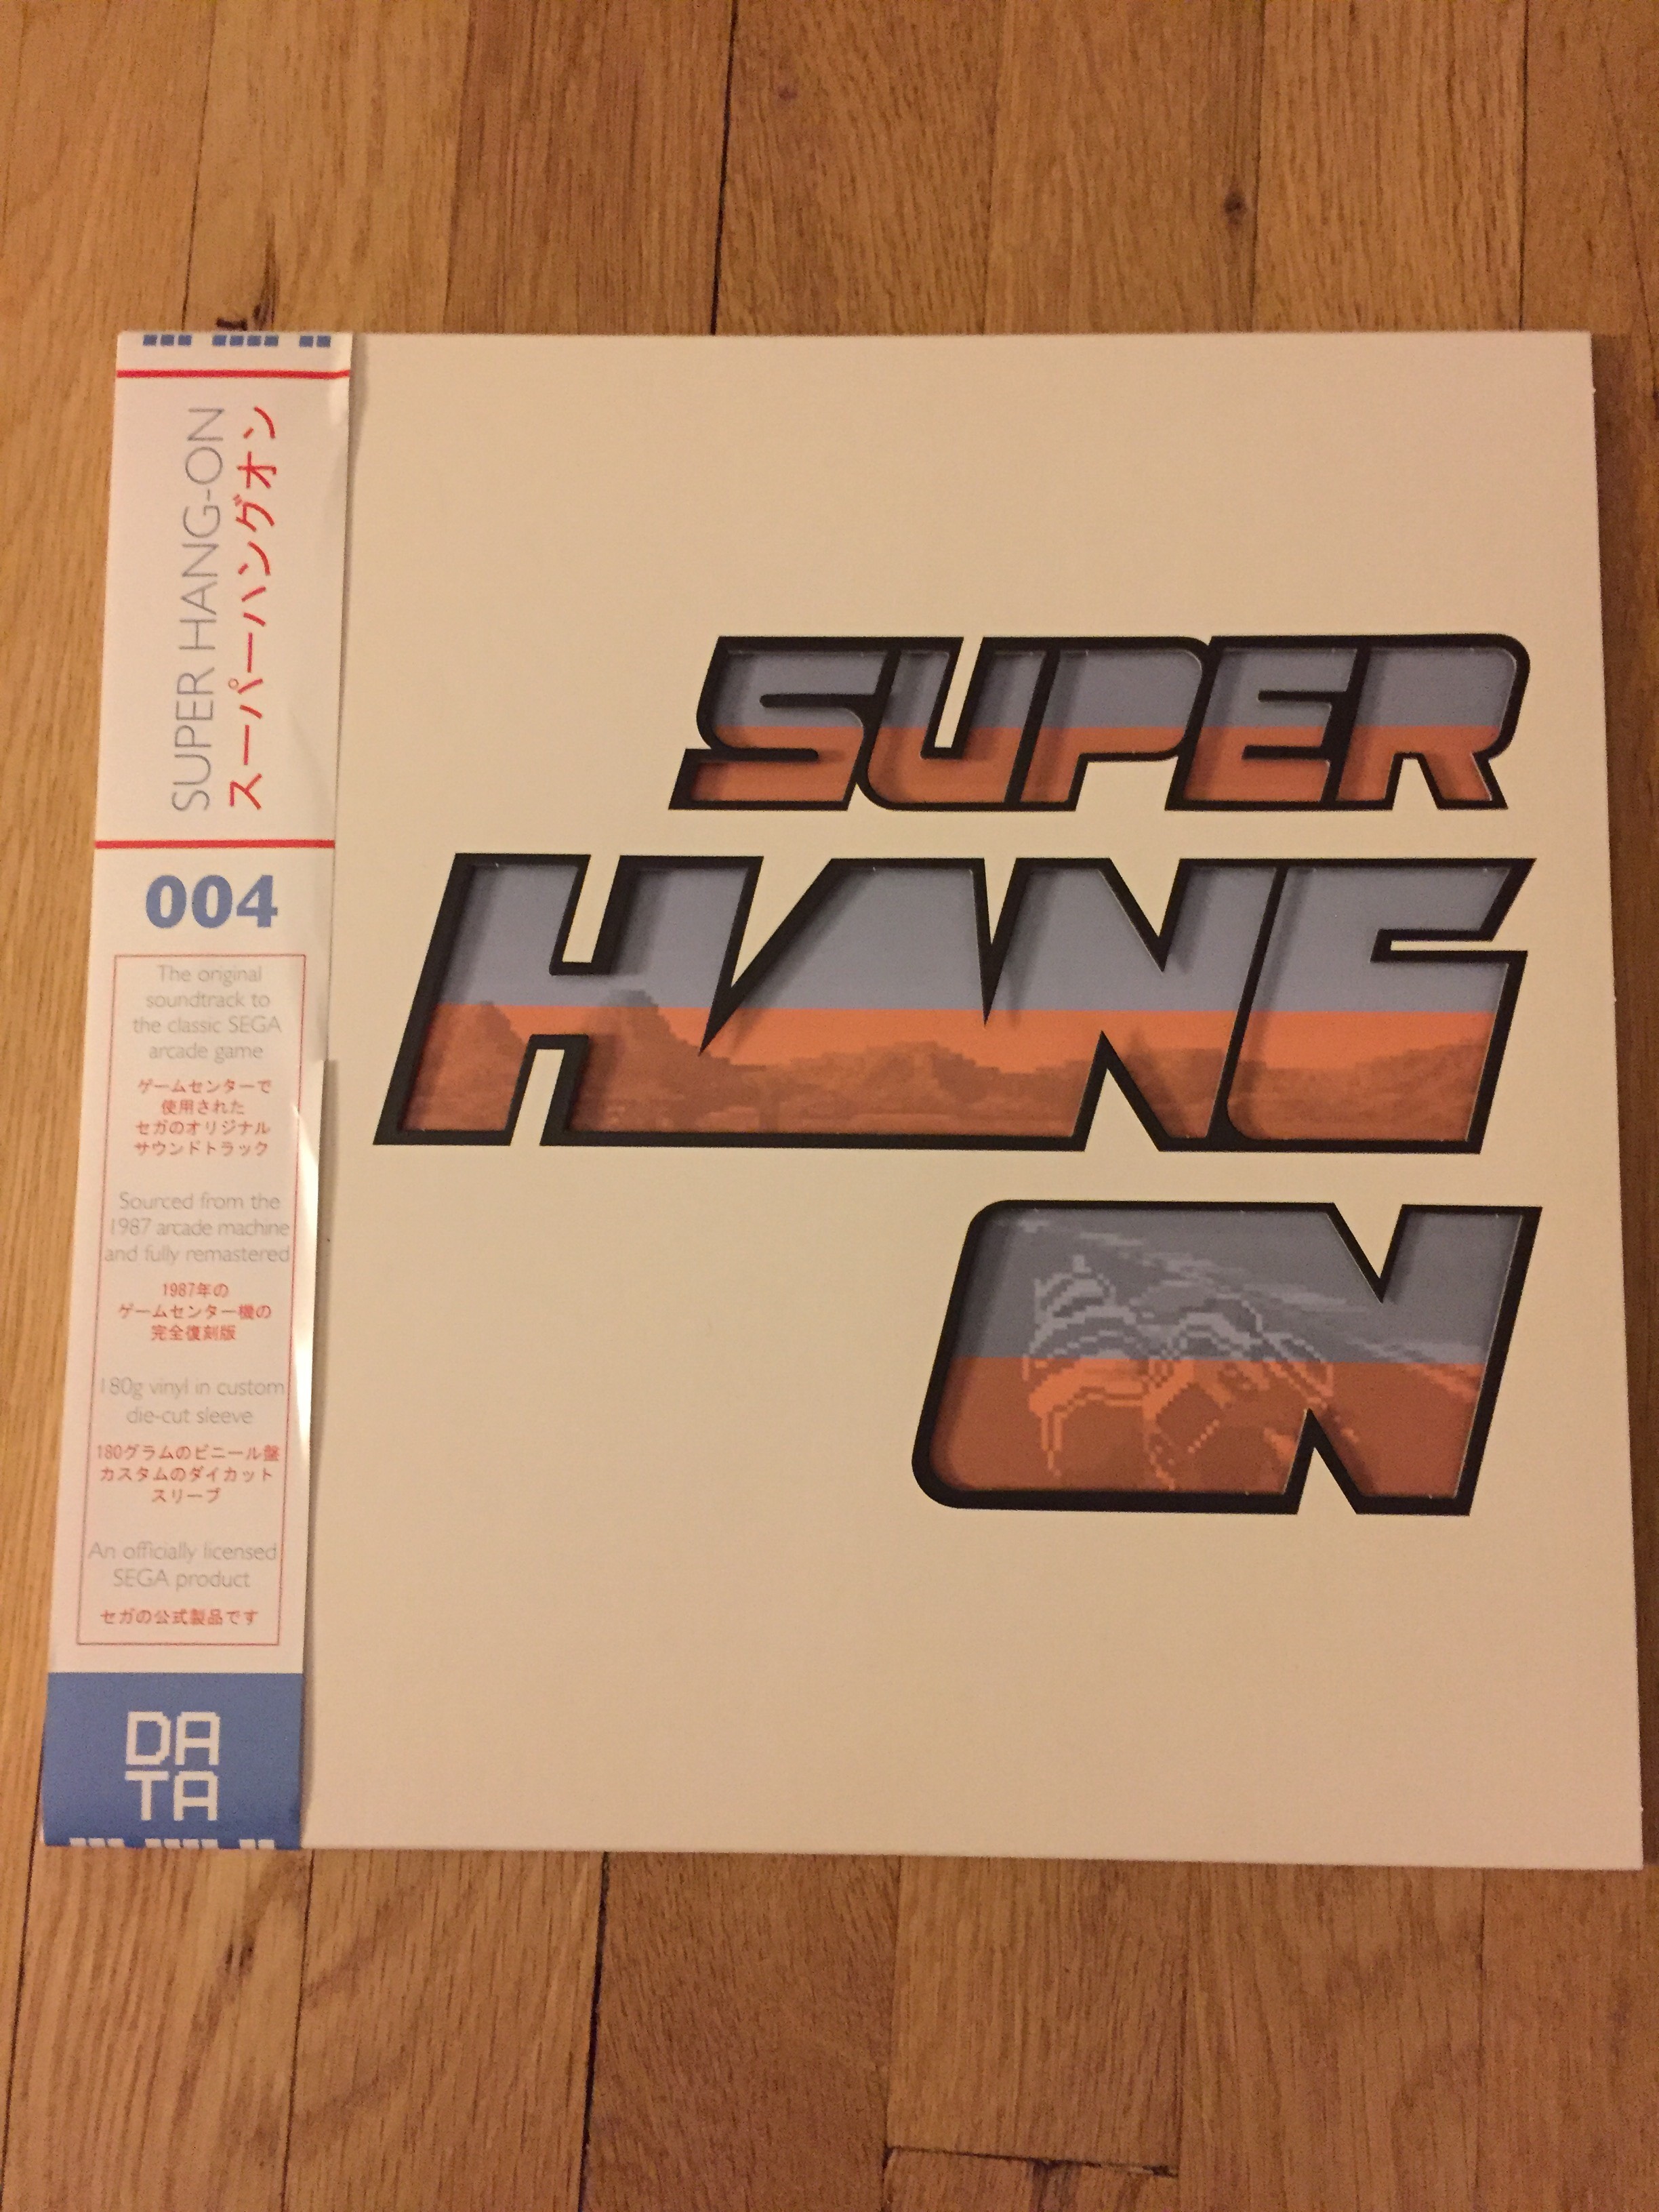 SUPER HANG-ON
スーパーハングオン
004
The original
soundtrack to
the classic SEGA
arcade game
ゲームセンターで
使用された
セガのオリジナル
サウンドトラック
Sourced from the
1987 arcade machine
and fully remastered
1987年の
ゲームセンター機の
完全復刻版
180g vinyl in custom
die-cut sleeve
180グラムのビニール盤
カスタムのダイカット
スリーブ
An officially licensed
SEGA product
セガの公式製品です
DA
TA
SUPER
HANG
ON